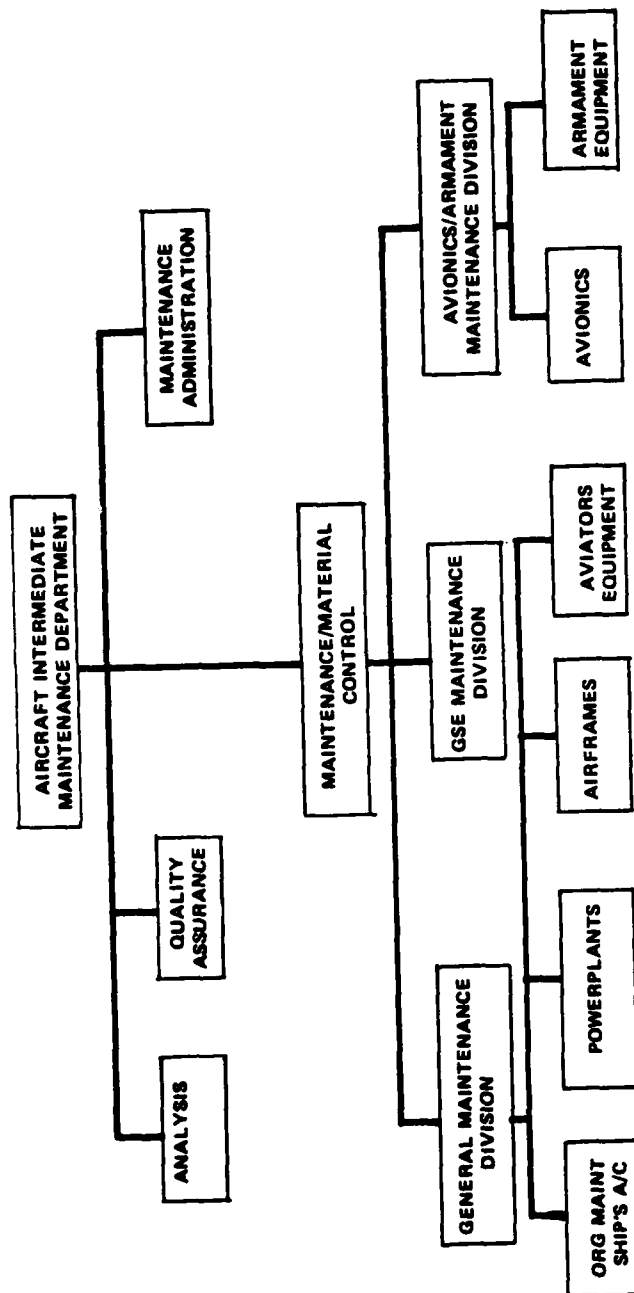 AIRCRAFT INTERMEDIATE
MAINTENANCE DEPARTMENT
ANALYSIS
QUALITY
ASSURANCE
MAINTENANCE
ADMINISTRATION
MAINTENANCE/MATERIAL
CONTROL
GENERAL MAINTENANCE
DIVISION
GSE MAINTENANCE
DIVISION
AVIONICS/ARMAMENT
MAINTENANCE DIVISION
ORG MAINT
SHIP'S A/C
POWERPLANTS
AIRFRAMES
AVIATORS
EQUIPMENT
AVIONICS
ARMAMENT
EQUIPMENT